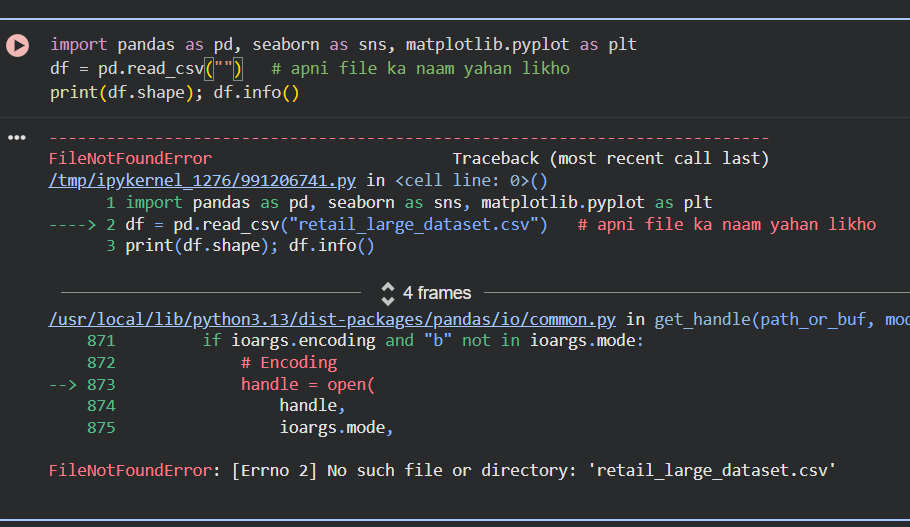 import pandas as pd, seaborn as sns, matplotlib.pyplot as plt
df = pd.read_csv("")   # apni file ka naam yahan likho
print(df.shape); df.info()
---------------------------------------------------------------------------
FileNotFoundError                         Traceback (most recent call last)
/tmp/ipykernel_1276/991206741.py in <cell line: 0>()
      1 import pandas as pd, seaborn as sns, matplotlib.pyplot as plt
----> 2 df = pd.read_csv("retail_large_dataset.csv")   # apni file ka naam yahan likho
      3 print(df.shape); df.info()
4 frames
/usr/local/lib/python3.13/dist-packages/pandas/io/common.py in get_handle(path_or_buf,
    871         if ioargs.encoding and "b" not in ioargs.mode:
    872             # Encoding
--> 873             handle = open(
    874                 handle,
    875                 ioargs.mode,
FileNotFoundError: [Errno 2] No such file or directory: 'retail_large_dataset.csv'